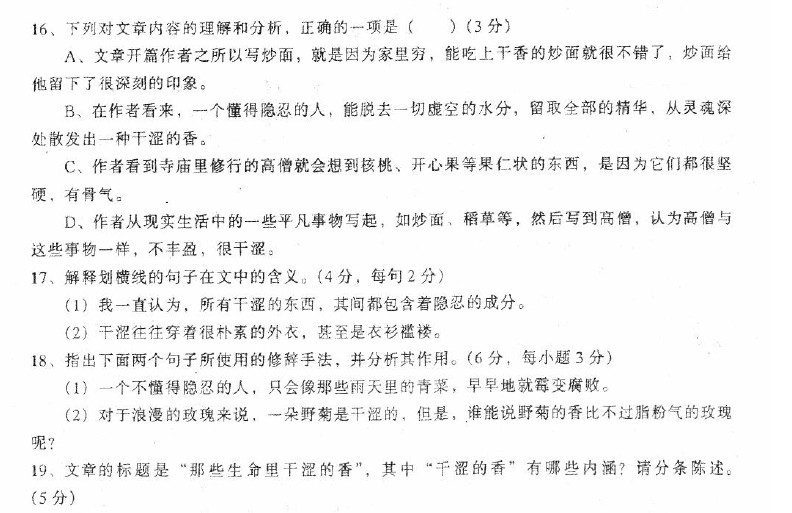 16、下列对文章内容的理解和分析，正确的一项是（　　）（3 分）
A、文章开篇作者之所以写炒面，就是因为家里穷，能吃上干香的炒面就很不错了，炒面给
他留下了很深刻的印象。
B、在作者看来，一个懂得隐忍的人，能脱去一切虚空的水分，留取全部的精华，从灵魂深
处散发出一种干涩的香。
C、作者看到寺庙里修行的高僧就会想到核桃、开心果等果仁状的东西，是因为它们都很坚
硬，有骨气。
D、作者从现实生活中的一些平凡事物写起，如炒面、稻草等，然后写到高僧，认为高僧与
这些事物一样，不丰盈，很干涩。
17、解释划横线的句子在文中的含义。（4 分，每句 2 分）
（1）我一直认为，所有干涩的东西，其间都包含着隐忍的成分。
（2）干涩往往穿着很朴素的外衣，甚至是衣衫褴褛。
18、指出下面两个句子所使用的修辞手法，并分析其作用。（6 分，每小题 3 分）
（1）一个不懂得隐忍的人，只会像那些雨天里的青菜，早早地就霉变腐败。
（2）对于浪漫的玫瑰来说，一朵野菊是干涩的，但是，谁能说野菊的香比不过脂粉气的玫瑰
呢？
19、文章的标题是“那些生命里干涩的香”，其中“干涩的香”有哪些内涵？请分条陈述。
（5 分）